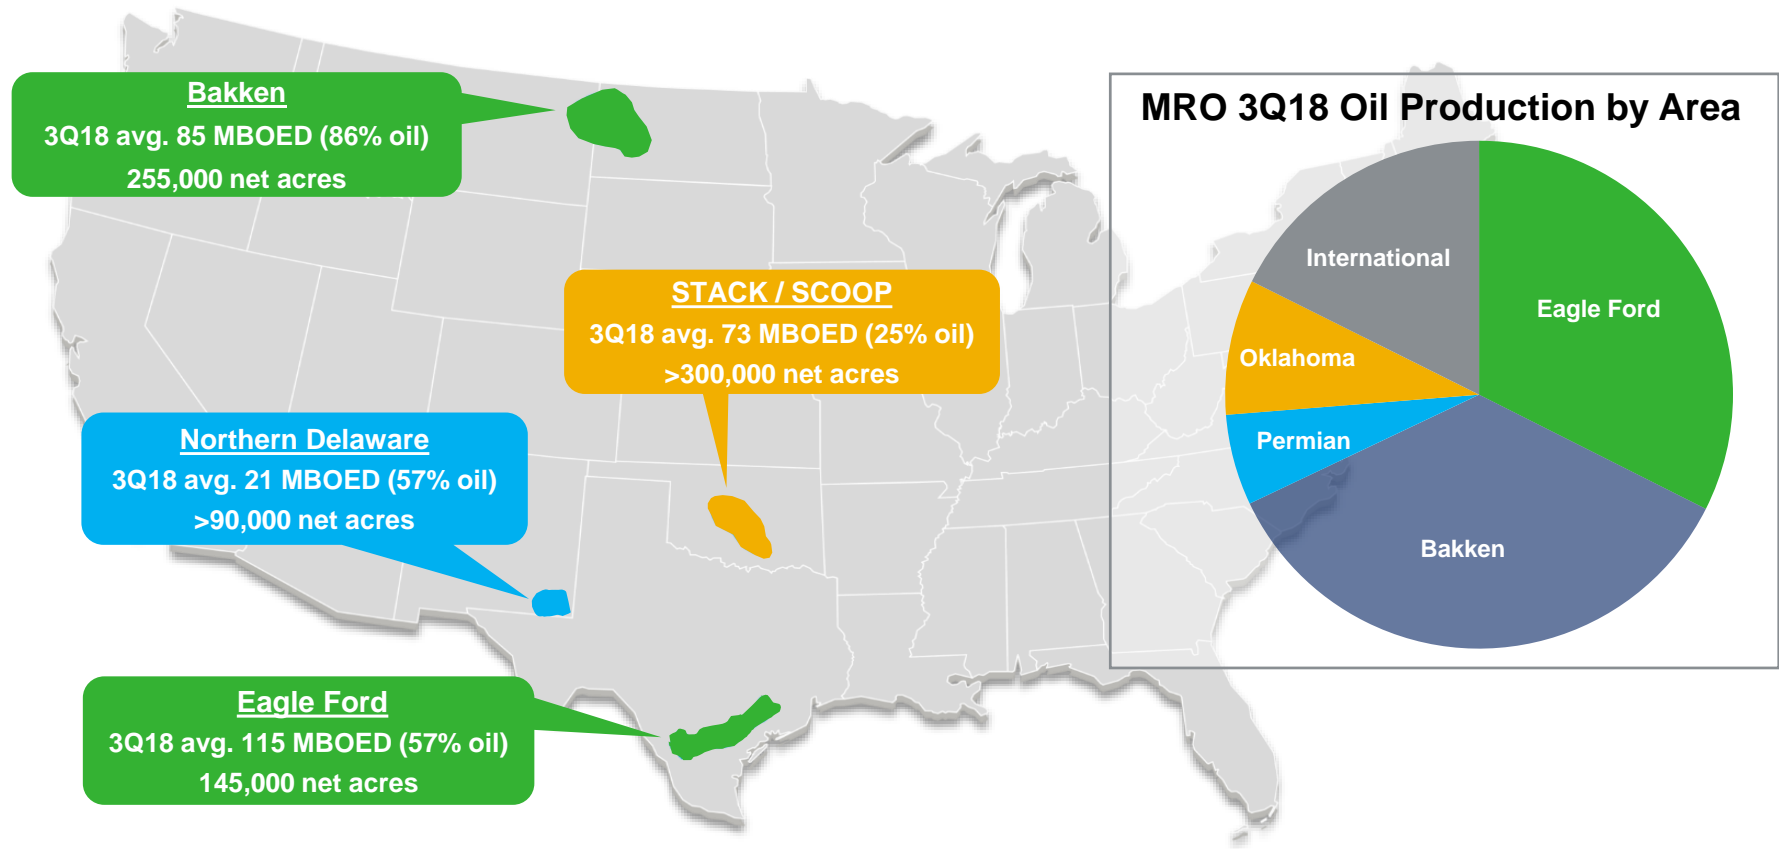 Bakken
3Q18 avg. 85 MBOED (86% oil)
255,000 net acres
STACK / SCOOP
3Q18 avg. 73 MBOED (25% oil)
>300,000 net acres
Northern Delaware
3Q18 avg. 21 MBOED (57% oil)
>90,000 net acres
Eagle Ford
3Q18 avg. 115 MBOED (57% oil)
145,000 net acres
MRO 3Q18 Oil Production by Area
International
Eagle Ford
Oklahoma
Permian
Bakken